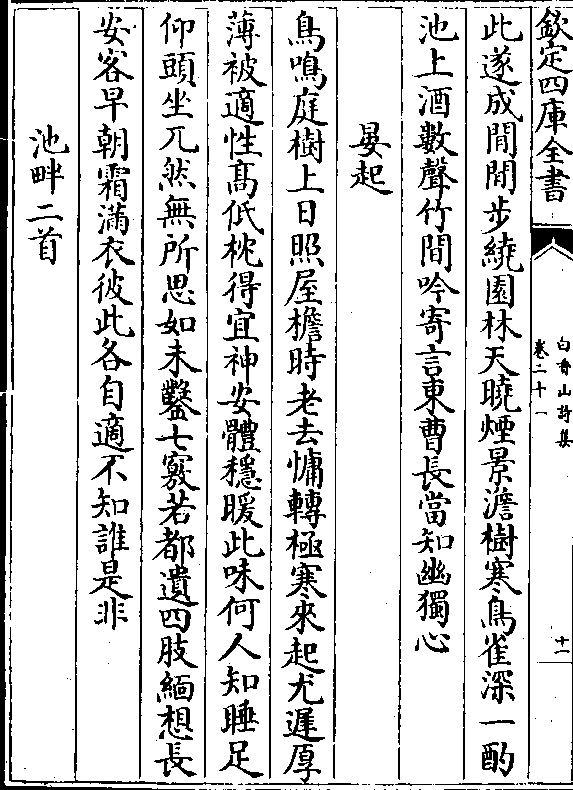 欽定四庫全書
白香山詩集
卷二十一
十一
此遂成閒閒步繞園林天曉煙景澹樹寒鳥雀深一酌
池上酒數聲竹間吟寄言東曹長當知幽獨心
晏起
鳥鳴庭樹上日照屋檐時老去慵轉極寒來起尤遲厚
薄被適性髙低枕得宜神安體穩暖此味何人知睡足
仰頭坐兀然無所思如未鑿七竅若都遺四肢緬想長
安客早朝霜滿衣彼此各自適不知誰是非
池畔二首